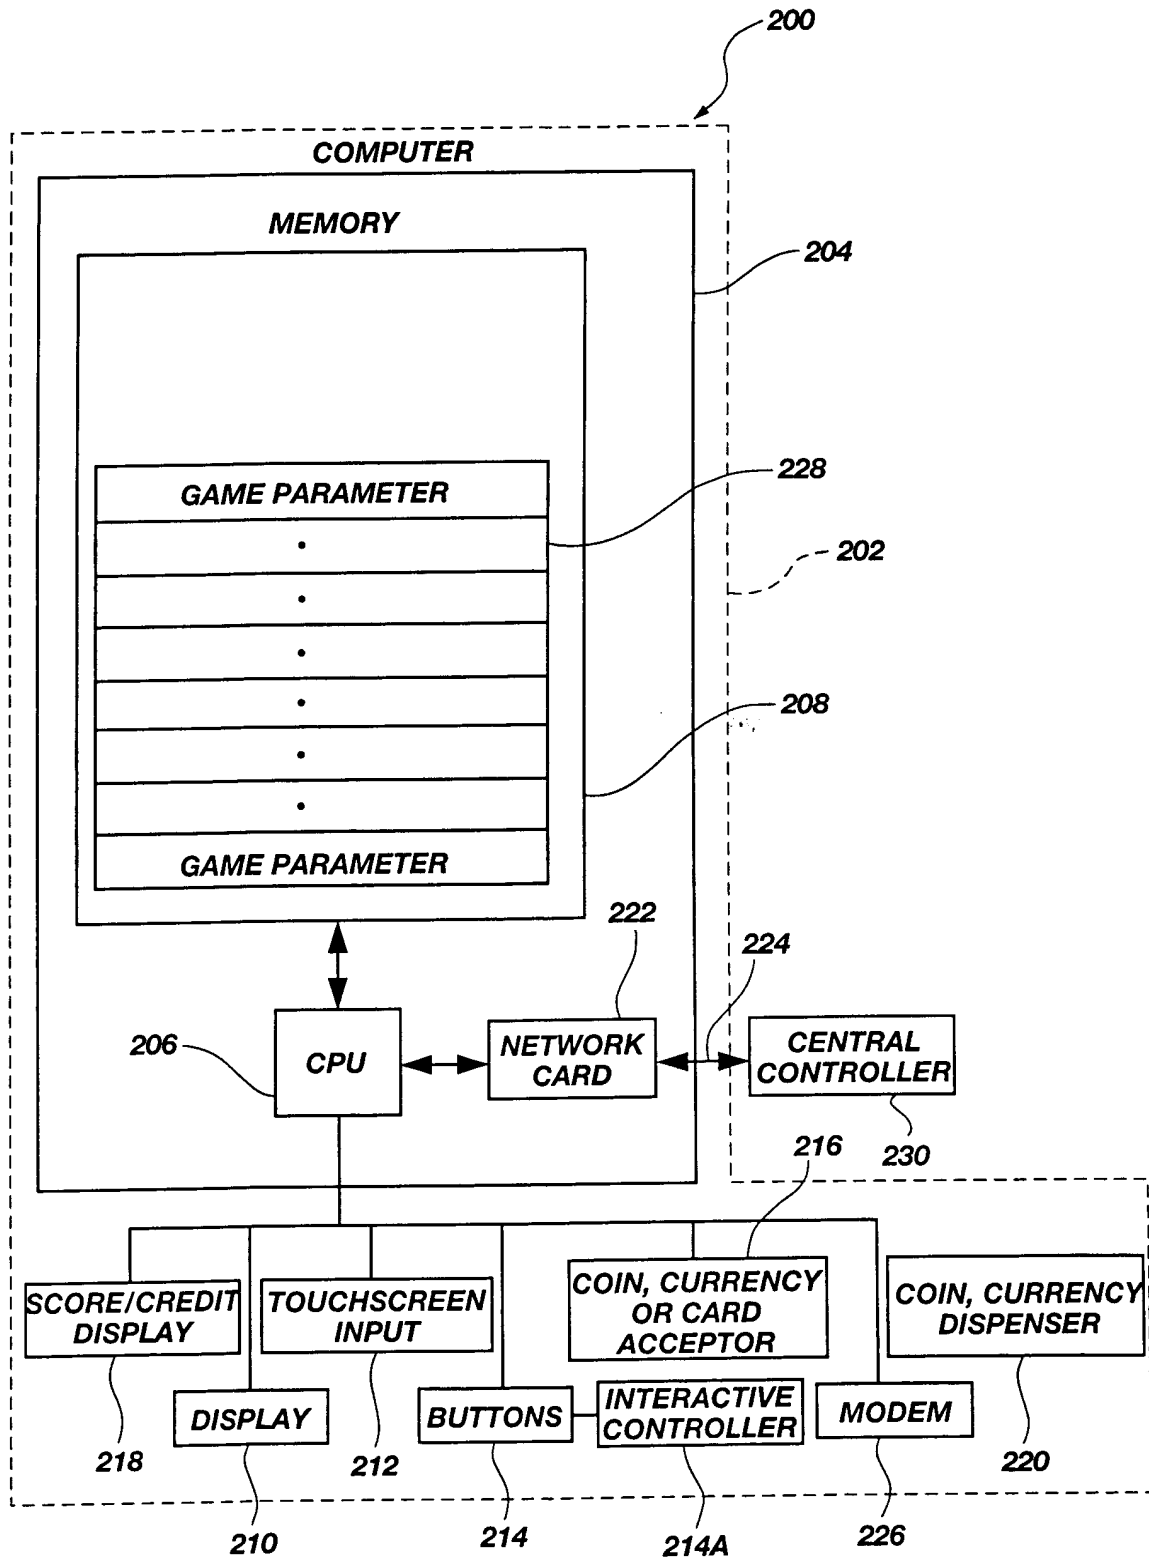 200
COMPUTER
MEMORY
204
GAME PARAMETER
228
202
208
GAME PARAMETER
222
224
206
CPU
NETWORK
CARD
CENTRAL
CONTROLLER
230
216
SCORE/CREDIT
DISPLAY
TOUCHSCREEN
INPUT
COIN, CURRENCY
OR CARD
ACCEPTOR
COIN, CURRENCY
DISPENSER
DISPLAY
BUTTONS
INTERACTIVE
CONTROLLER
MODEM
218
212
220
210
214
214A
226